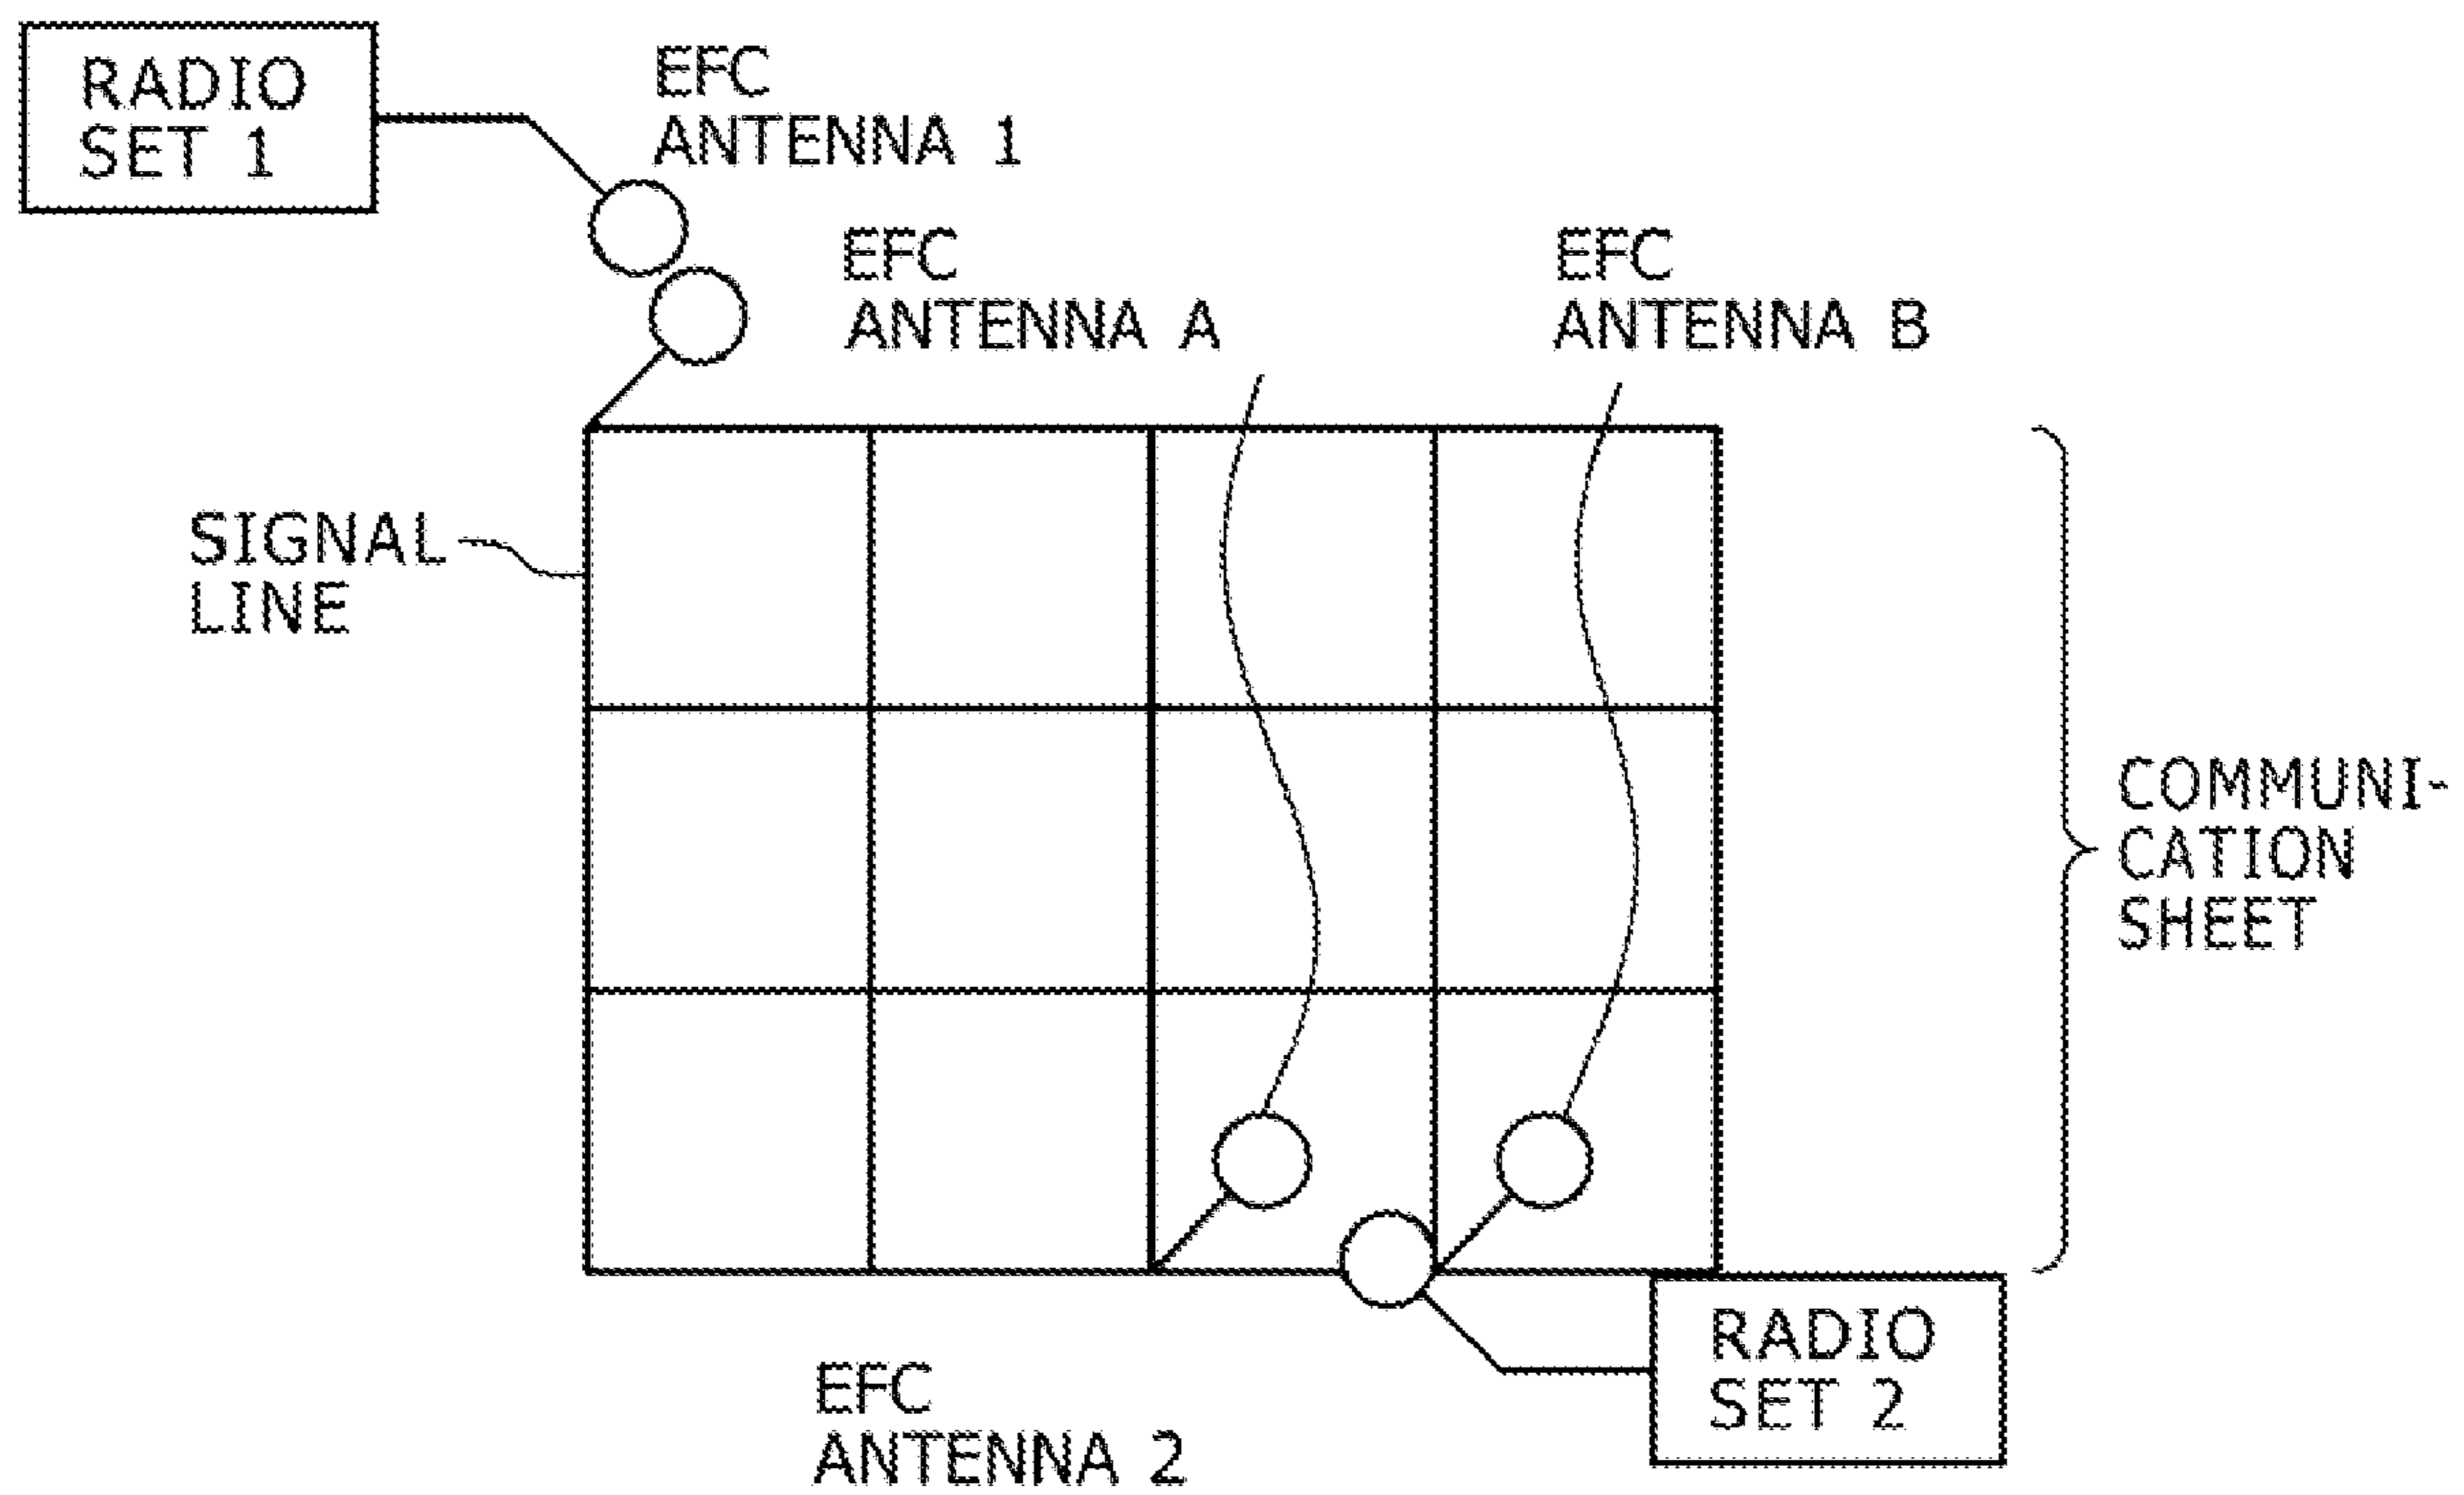 RADIO
SET 1
EFC
ANTENNA 1
EFC
ANTENNA A
EFC
ANTENNA B
SIGNAL
LINE
COMMUNI-
CATION
SHEET
EFC
ANTENNA 2
RADIO
SET 2